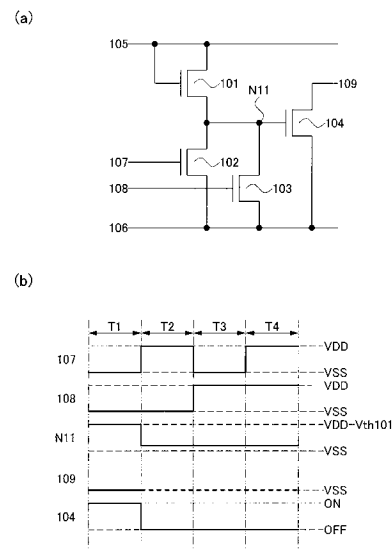 (a)
105
101
N11
109
104
107
102
108
103
106
(b)
T1 T2 T3 T4
107
VDD
VSS
108
VDD
VSS
N11
VDD-Vth101
VSS
109
VSS
104
ON
OFF